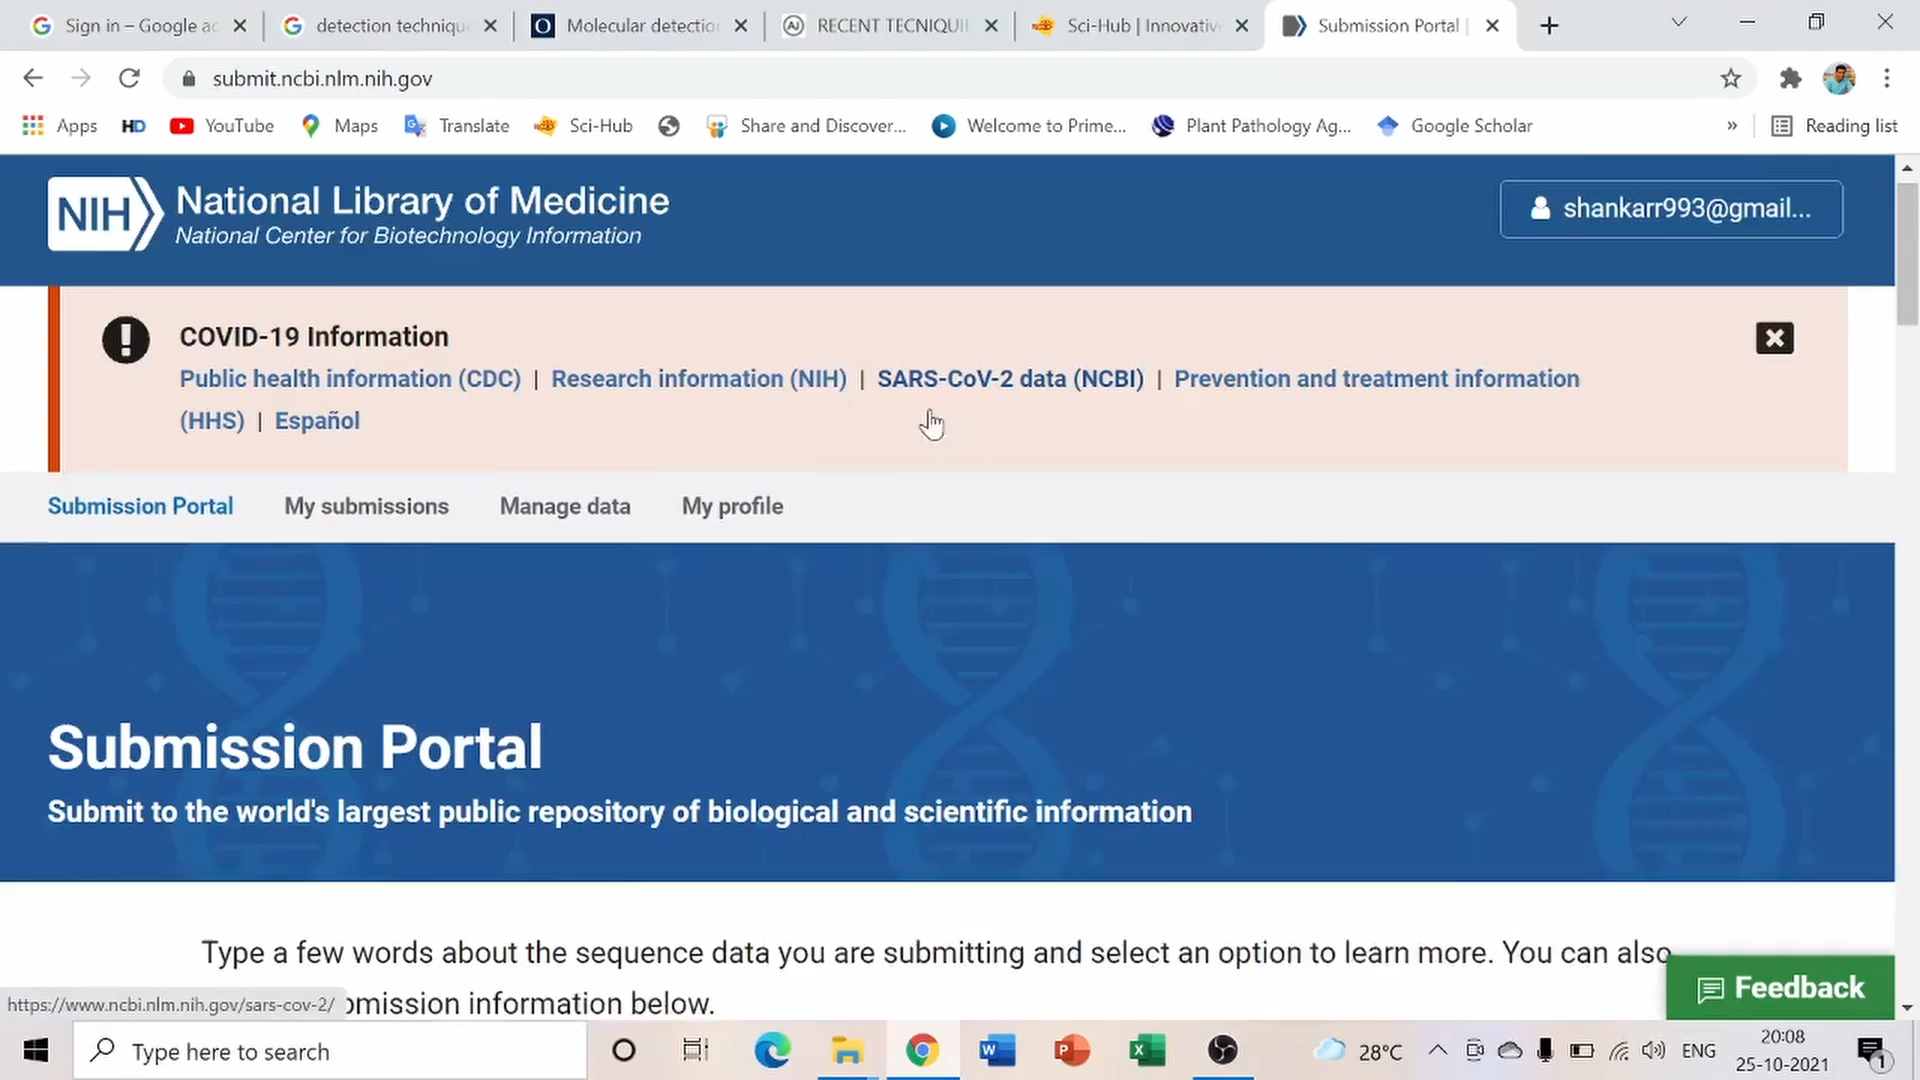 Sign in – Google ac
detection technique
Molecular detection
RECENT TECNIQUI
Sci-Hub | Innovativ
Submission Portal |
submit.ncbi.nlm.nih.gov
Apps
HD
YouTube
Maps
Translate
Sci-Hub
Share and Discover...
Welcome to Prime...
Plant Pathology Ag...
Google Scholar
»
Reading list
NIH
National Library of Medicine
National Center for Biotechnology Information
shankarr993@gmail...
COVID-19 Information
Public health information (CDC) | Research information (NIH) | SARS-CoV-2 data (NCBI) | Prevention and treatment information
(HHS) | Español
Submission Portal
My submissions
Manage data
My profile
Submission Portal
Submit to the world's largest public repository of biological and scientific information
Type a few words about the sequence data you are submitting and select an option to learn more. You can also
bmission information below.
Feedback
https://www.ncbi.nlm.nih.gov/sars-cov-2/
Type here to search
28°C
ENG
20:08
25-10-2021
1